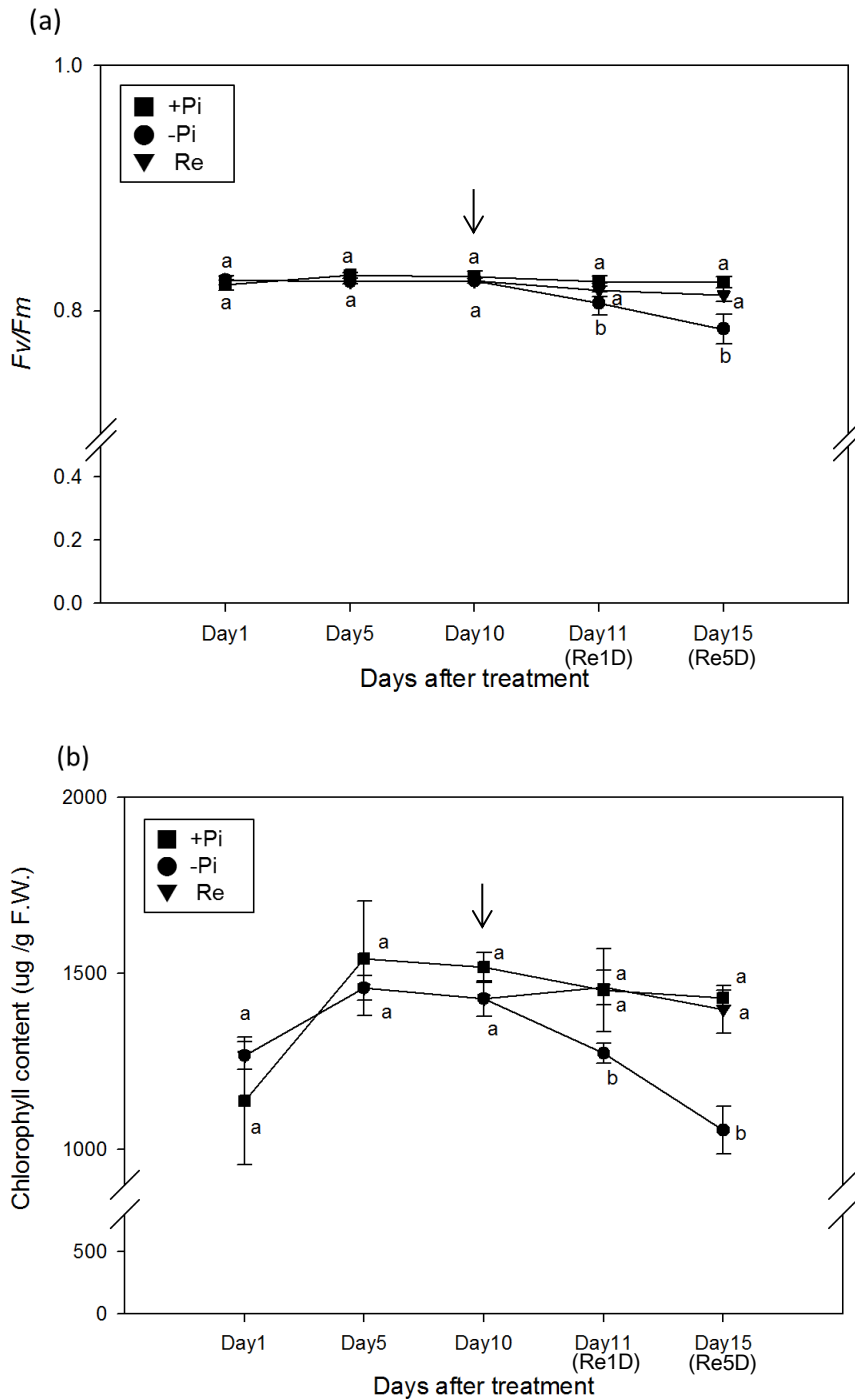 (a)
1.0
+Pi
-Pi
Re
a a a a a
0.8
a a a a a
b b
Fv/Fm
0.4
0.2
0.0
Day1 Day5 Day10 Day11 Day15
(Re1D) (Re5D)
Days after treatment
(b)
2000
+Pi
-Pi
Re
Chlorophyll content (ug /g F.W.)
a a a a
1500
a a a a a
b
a
1000
b
500
0
Day1 Day5 Day10 Day11 Day15
(Re1D) (Re5D)
Days after treatment